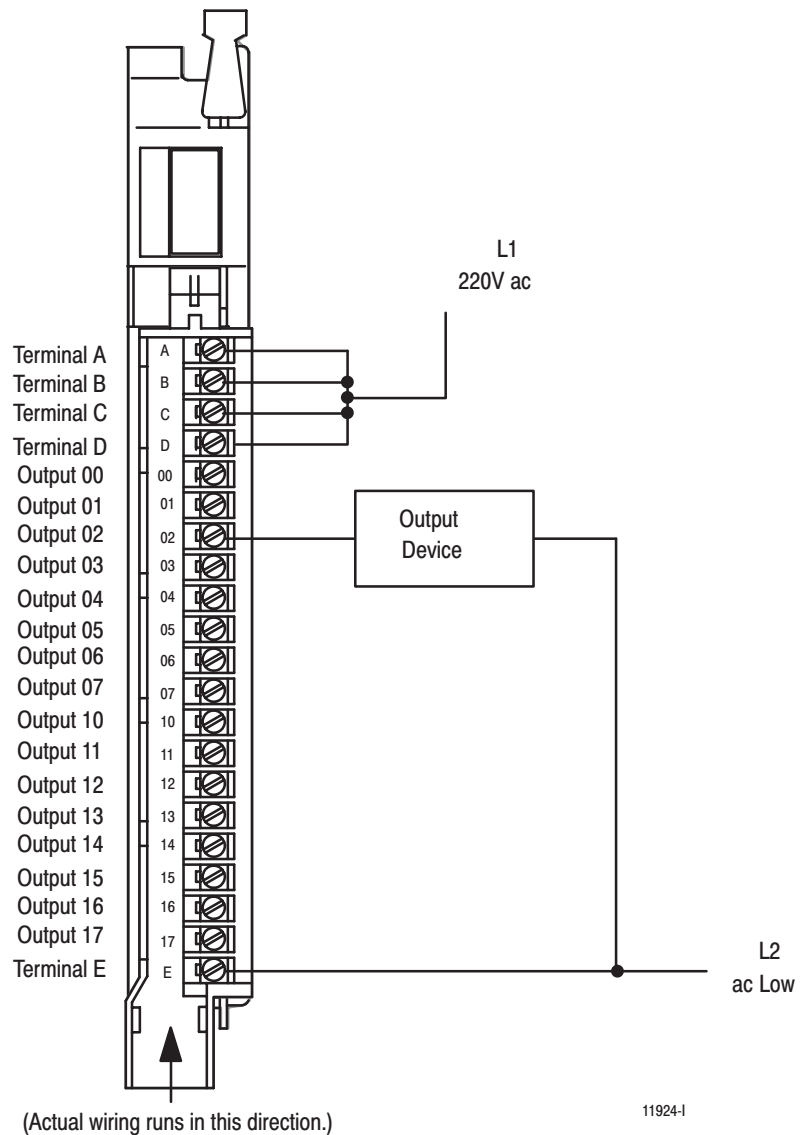 L1
220V ac
Terminal A
A
Terminal B
B
Terminal C
C
Terminal D
D
Output 00
00
Output 01
01
Output 02
02
Output
Device
Output 03
03
Output 04
04
Output 05
05
Output 06
06
Output 07
07
Output 10
10
Output 11
11
Output 12
12
Output 13
13
Output 14
14
Output 15
15
Output 16
16
Output 17
17
Terminal E
E
L2
ac Low
(Actual wiring runs in this direction.)
11924-I